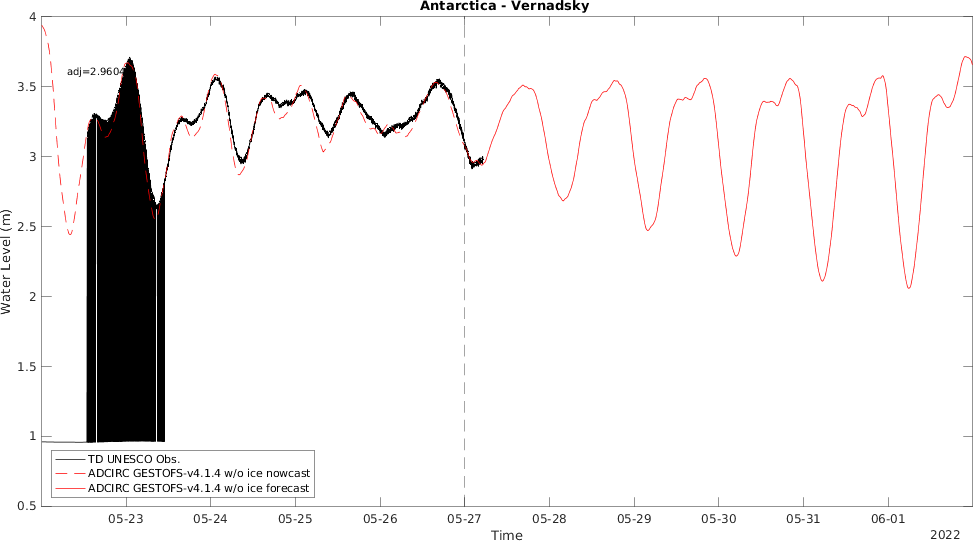 Antarctica - Vernadsky
4
3.5
3
2.5
2
1.5
1
0.5
Water Level (m)
adj=2.9604
TD UNESCO Obs.
ADCIRC GESTOFS-v4.1.4 w/o ice nowcast
ADCIRC GESTOFS-v4.1.4 w/o ice forecast
05-23 05-24 05-25 05-26 05-27 05-28 05-29 05-30 05-31 06-01
Time
2022